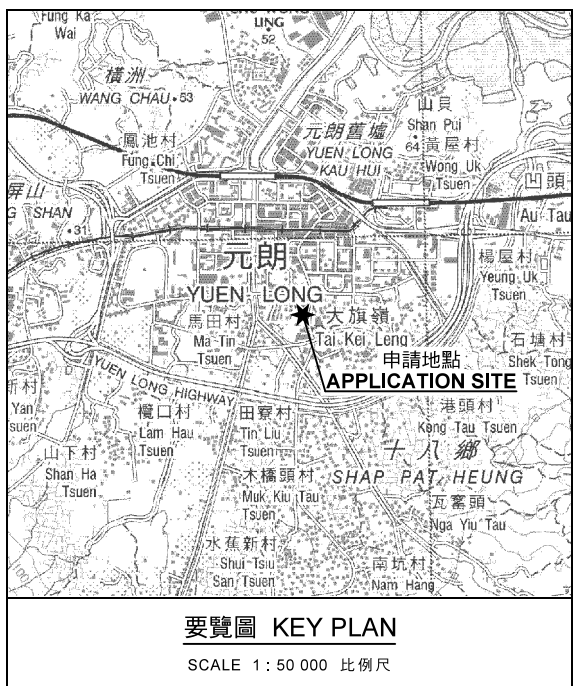 Fung Ka
Wai
LING
52
橫洲
WANG CHAU
53
山貝
Shan Pui
元朗舊墟
YUEN LONG
KAU HUI
64
黃屋村
Wong Uk
Tsuen
鳳池村
Fung Chi
Tsuen
凹頭
Au Tau
屏山
G SHAN
31
元朗
YUEN LONG
楊屋村
Yeung Uk
Tsuen
馬田村
Ma Tin
Tsuen
大旗嶺
Tai Kei Leng
石塘村
Shek Tong
Tsuen
申請地點
APPLICATION SITE
YUEN LONG HIGHWAY
新村
Yan
suen
欖口村
Lam Hau
Tsuen
田寮村
Tin Liu
Tsuen
港頭村
Kong Tau Tsuen
十八鄉
SHAP PAT HEUNG
山下村
Shan Ha
Tsuen
木橋頭村
Muk Kiu Tau
Tsuen
瓦窰頭
Nga Yiu Tau
水蕉新村
Shui Tsiu
San Tsuen
南坑村
Nam Hang
100
要覽圖 KEY PLAN
SCALE 1 : 50 000 比例尺